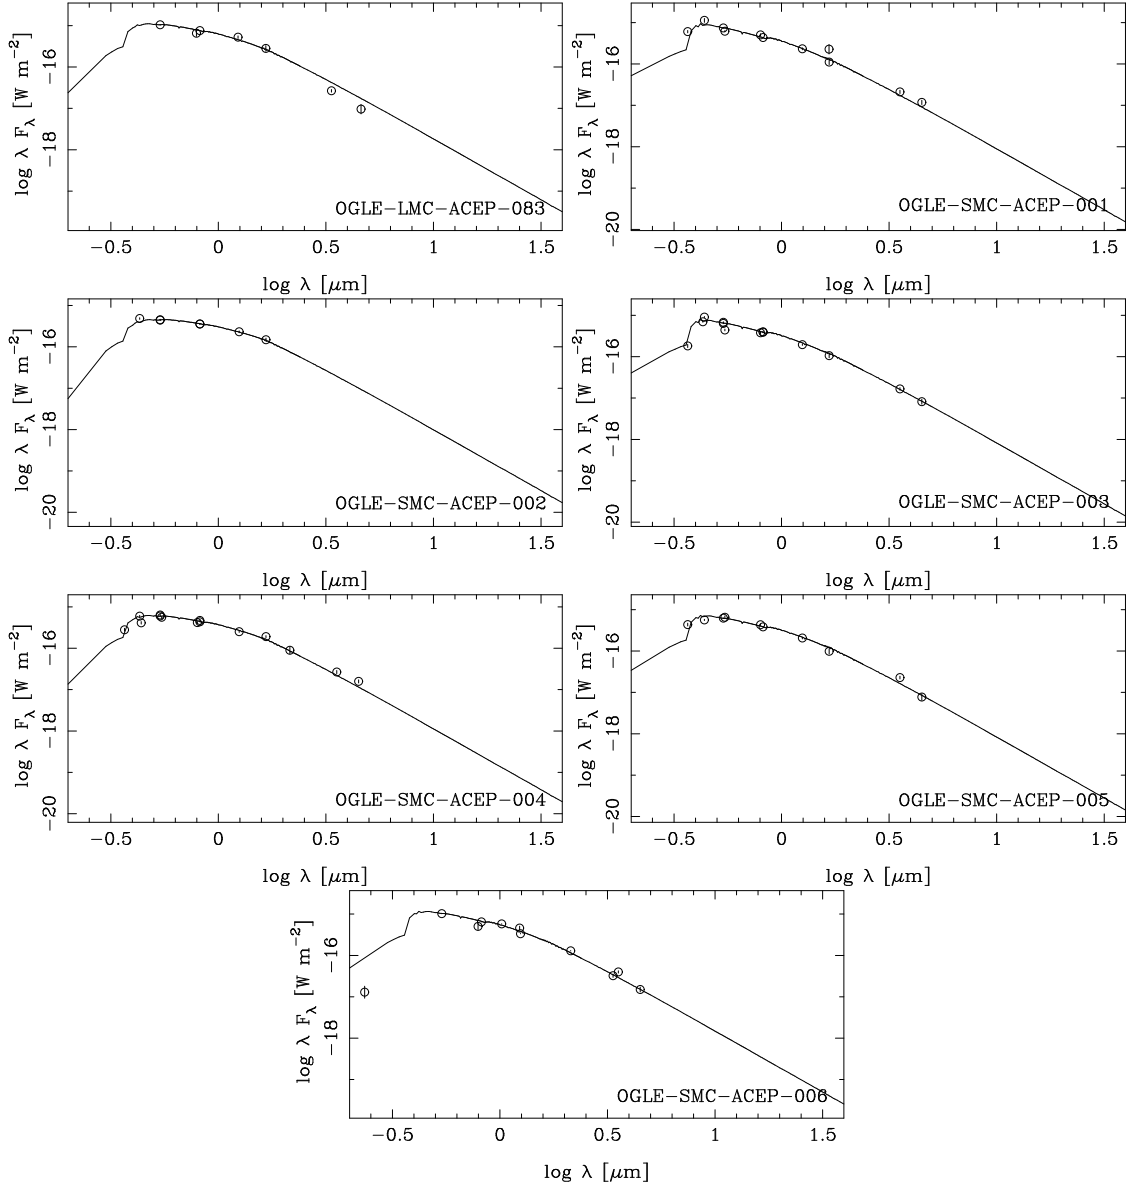 log λ F_λ [W m⁻²]
−16
−18
OGLE−LMC−ACEP−083
−0.5 0 0.5 1 1.5
log λ [μm]
log λ F_λ [W m⁻²]
−16
−18
−20
OGLE−SMC−ACEP−001
−0.5 0 0.5 1 1.5
log λ [μm]
log λ F_λ [W m⁻²]
−16
−18
−20
OGLE−SMC−ACEP−002
−0.5 0 0.5 1 1.5
log λ [μm]
log λ F_λ [W m⁻²]
−16
−18
−20
OGLE−SMC−ACEP−003
−0.5 0 0.5 1 1.5
log λ [μm]
log λ F_λ [W m⁻²]
−16
−18
−20
OGLE−SMC−ACEP−004
−0.5 0 0.5 1 1.5
log λ [μm]
log λ F_λ [W m⁻²]
−16
−18
−20
OGLE−SMC−ACEP−005
−0.5 0 0.5 1 1.5
log λ [μm]
log λ F_λ [W m⁻²]
−16
−18
OGLE−SMC−ACEP−006
−0.5 0 0.5 1 1.5
log λ [μm]